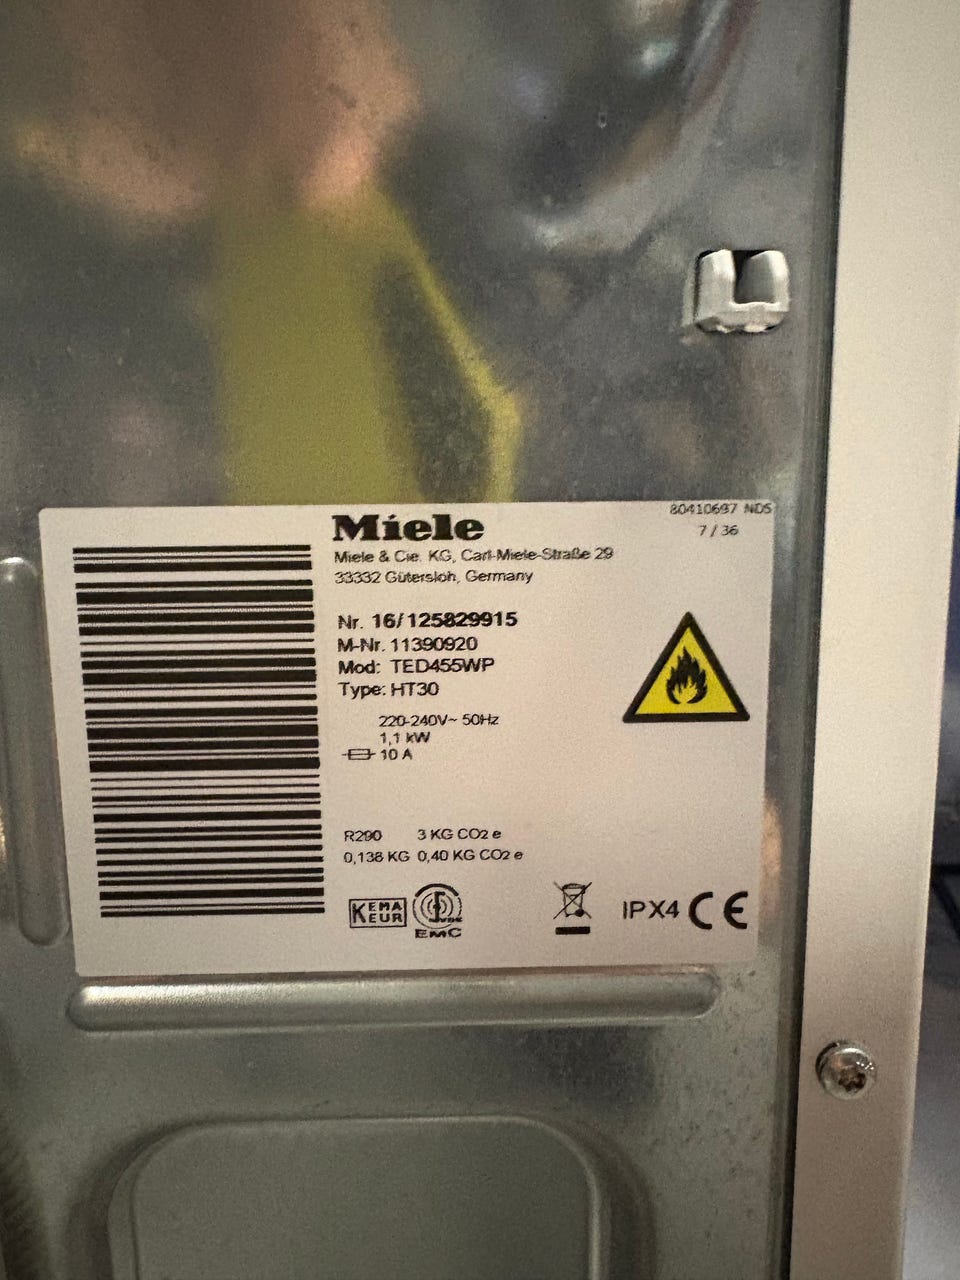 80410697 NDS
7 / 36
Miele
Miele & Cie. KG, Carl-Miele-Straße 29
33332 Gütersloh, Germany
Nr. 16/125829915
M-Nr. 11390920
Mod: TED455WP
Type: HT30
220-240V~ 50Hz
1,1 kW
10 A
R290 3 KG CO2 e
0,138 KG 0,40 KG CO2 e
KEMA
KEUR
VDE
EMC
IPX4 CE